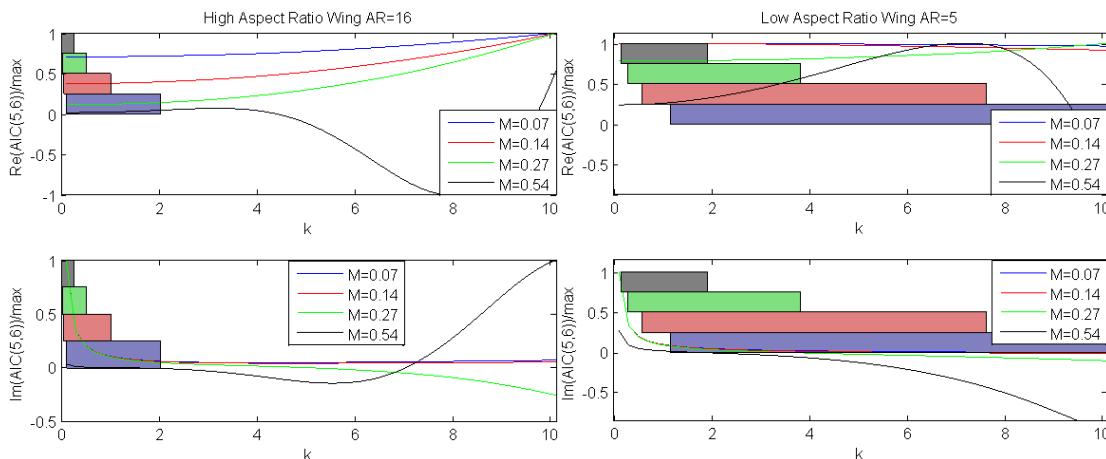 High Aspect Ratio Wing AR=16
Re(AIC(5,6))/max
1
0.5
0
-0.5
-1
0
2
4
6
8
10
k
M=0.07
M=0.14
M=0.27
M=0.54
Low Aspect Ratio Wing AR=5
Re(AIC(5,6))/max
1
0.5
0
-0.5
0
2
4
6
8
10
k
M=0.07
M=0.14
M=0.27
M=0.54
Im(AIC(5,6))/max
1
0.5
0
-0.5
0
2
4
6
8
10
k
M=0.07
M=0.14
M=0.27
M=0.54
Im(AIC(5,6))/max
1
0.5
0
-0.5
0
2
4
6
8
10
k
M=0.07
M=0.14
M=0.27
M=0.54